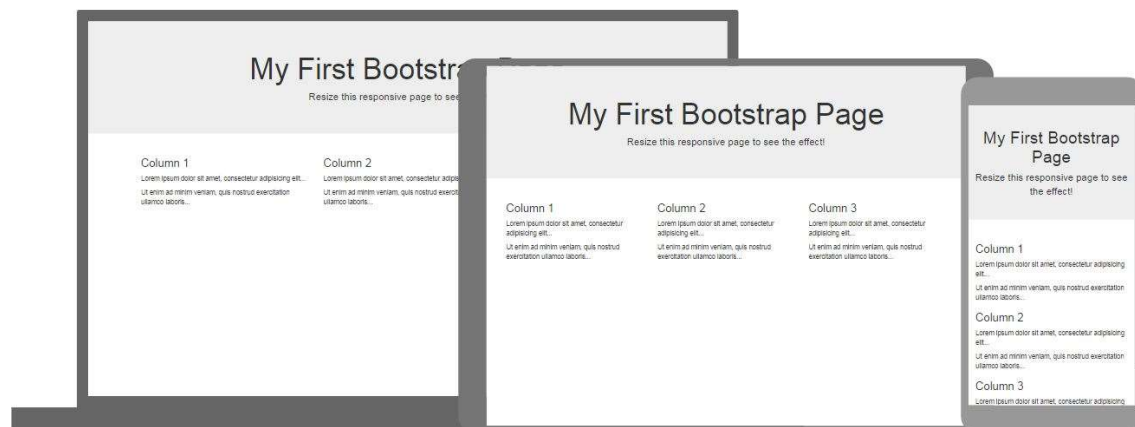 My First Bootstra
Resize this responsive page to see
Column 1
Lorem ipsum dolor sit amet, consectetur adipisicing elit...
Ut enim ad minim veniam, quis nostrud exercitation
ullamco laboris...
Column 2
Lorem ipsum dolor sit amet, consectetur
Ut enim ad minim veniam, quis nostrud
ullamco laboris...
My First Bootstrap Page
Resize this responsive page to see the effect!
Column 1
Lorem ipsum dolor sit amet, consectetur
adipisicing elit...
Ut enim ad minim veniam, quis nostrud
exercitation ullamco laboris...
Column 2
Lorem ipsum dolor sit amet, consectetur
adipisicing elit...
Ut enim ad minim veniam, quis nostrud
exercitation ullamco laboris...
Column 3
Lorem ipsum dolor sit amet, consectetur
adipisicing elit...
Ut enim ad minim veniam, quis nostrud
exercitation ullamco laboris...
My First Bootstrap
Page
Resize this responsive page to see
the effect!
Column 1
Lorem ipsum dolor sit amet, consectetur adipisicing
elit...
Ut enim ad minim veniam, quis nostrud exercitation
ullamco laboris...
Column 2
Lorem ipsum dolor sit amet, consectetur adipisicing
elit...
Ut enim ad minim veniam, quis nostrud exercitation
ullamco laboris...
Column 3
Lorem ipsum dolor sit amet, consectetur adipisicing